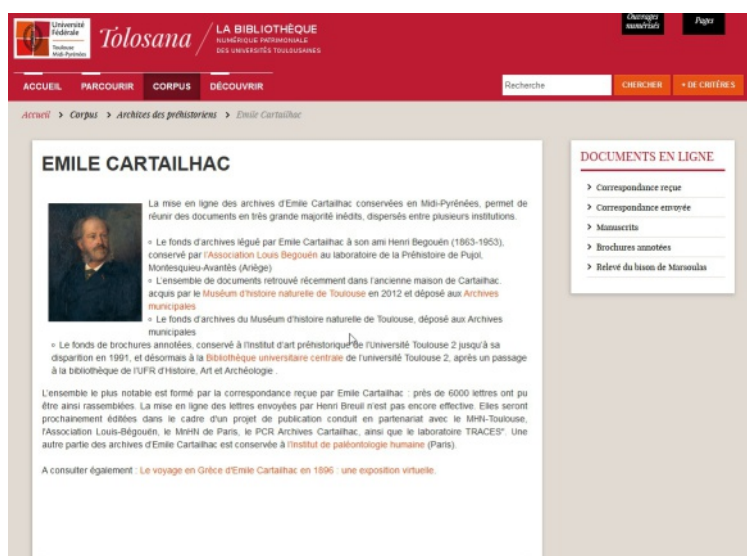 Université
Fédérale
Toulouse
Midi-Pyrénées
Tolosana
LA BIBLIOTHÈQUE
NUMÉRIQUE PATRIMONIALE
DES UNIVERSITÉS TOULOUSAINES
Ouvrages
numérisés
Pages
ACCUEIL PARCOURIR CORPUS DÉCOUVRIR
Recherche CHERCHER + DE CRITÈRES
Accueil > Corpus > Archives des préhistoriens > Emile Cartailhac
EMILE CARTAILHAC
La mise en ligne des archives d'Emile Cartailhac conservées en Midi-Pyrénées, permet de
réunir des documents en très grande majorité inédits, dispersés entre plusieurs institutions.
Le fonds d'archives légué par Emile Cartailhac à son ami Henri Begouën (1863-1953),
conservé par l'Association Louis Begouën au laboratoire de la Préhistoire de Pujol,
Montesquieu-Avantès (Ariège)
L'ensemble de documents retrouvé récemment dans l'ancienne maison de Cartailhac.
acquis par le Muséum d'histoire naturelle de Toulouse en 2012 et déposé aux Archives
municipales
Le fonds d'archives du Muséum d'histoire naturelle de Toulouse, déposé aux Archives
municipales
Le fonds de brochures annotées, conservé à l'Institut d'art préhistorique de l'Université Toulouse 2 jusqu'à sa
disparition en 1991, et désormais à la Bibliothèque universitaire centrale de l'université Toulouse 2, après un passage
à la bibliothèque de l'UFR d'Histoire, Art et Archéologie .
L'ensemble le plus notable est formé par la correspondance reçue par Emile Cartailhac : près de 6000 lettres ont pu
être ainsi rassemblées. La mise en ligne des lettres envoyées par Henri Breuil n'est pas encore effective. Elles seront
prochainement éditées dans le cadre d'un projet de publication conduit en partenariat avec le MHN-Toulouse,
l'Association Louis-Bégouën, le MnHN de Paris, le PCR Archives Cartailhac, ainsi que le laboratoire TRACES". Une
autre partie des archives d'Emile Cartailhac est conservée à l'Institut de paléontologie humaine (Paris).
A consulter également : Le voyage en Grèce d'Emile Cartailhac en 1896 : une exposition virtuelle.
DOCUMENTS EN LIGNE
> Correspondance reçue
> Correspondance envoyée
> Manuscrits
> Brochures annotées
> Relevé du bison de Marsoulas